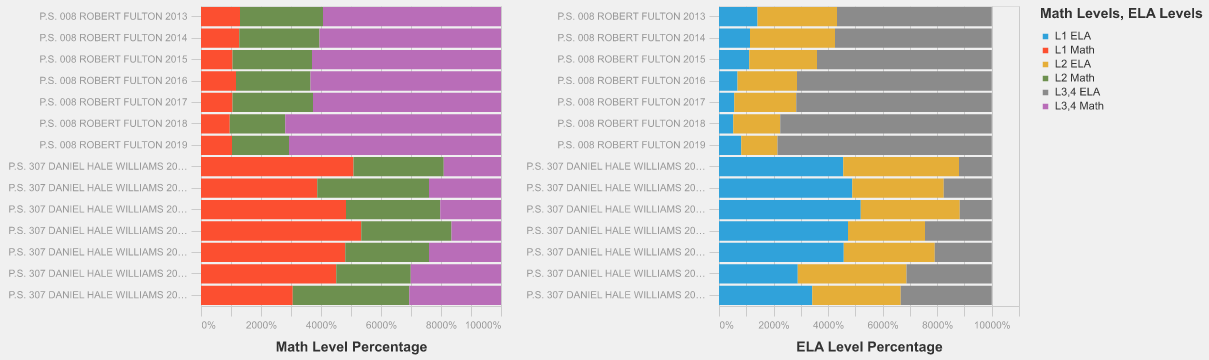 P.S. 008 ROBERT FULTON 2013
P.S. 008 ROBERT FULTON 2014
P.S. 008 ROBERT FULTON 2015
P.S. 008 ROBERT FULTON 2016
P.S. 008 ROBERT FULTON 2017
P.S. 008 ROBERT FULTON 2018
P.S. 008 ROBERT FULTON 2019
P.S. 307 DANIEL HALE WILLIAMS 20...
P.S. 307 DANIEL HALE WILLIAMS 20...
P.S. 307 DANIEL HALE WILLIAMS 20...
P.S. 307 DANIEL HALE WILLIAMS 20...
P.S. 307 DANIEL HALE WILLIAMS 20...
P.S. 307 DANIEL HALE WILLIAMS 20...
P.S. 307 DANIEL HALE WILLIAMS 20...
0% 2000% 4000% 6000% 8000% 10000%
Math Level Percentage
P.S. 008 ROBERT FULTON 2013
P.S. 008 ROBERT FULTON 2014
P.S. 008 ROBERT FULTON 2015
P.S. 008 ROBERT FULTON 2016
P.S. 008 ROBERT FULTON 2017
P.S. 008 ROBERT FULTON 2018
P.S. 008 ROBERT FULTON 2019
P.S. 307 DANIEL HALE WILLIAMS 20...
P.S. 307 DANIEL HALE WILLIAMS 20...
P.S. 307 DANIEL HALE WILLIAMS 20...
P.S. 307 DANIEL HALE WILLIAMS 20...
P.S. 307 DANIEL HALE WILLIAMS 20...
P.S. 307 DANIEL HALE WILLIAMS 20...
P.S. 307 DANIEL HALE WILLIAMS 20...
0% 2000% 4000% 6000% 8000% 10000%
ELA Level Percentage
Math Levels, ELA Levels
L1 ELA
L1 Math
L2 ELA
L2 Math
L3,4 ELA
L3,4 Math